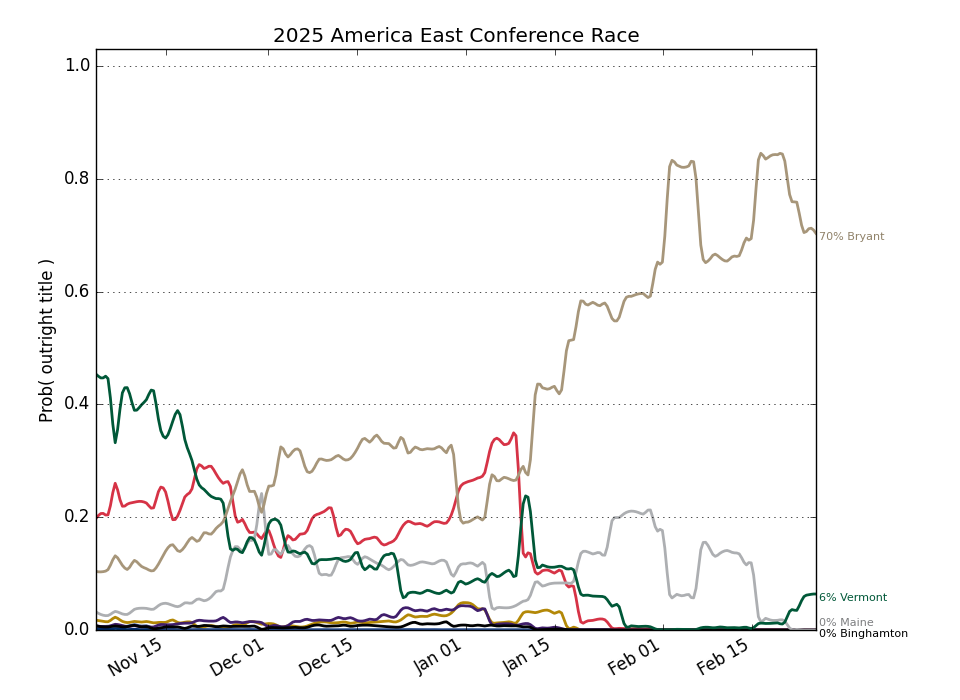 2025 America East Conference Race
1.0
0.8
0.6
0.4
0.2
0.0
Prob( outright title )
70% Bryant
6% Vermont
0% Maine
0% Binghamton
Nov 15
Dec 01
Dec 15
Jan 01
Jan 15
Feb 01
Feb 15